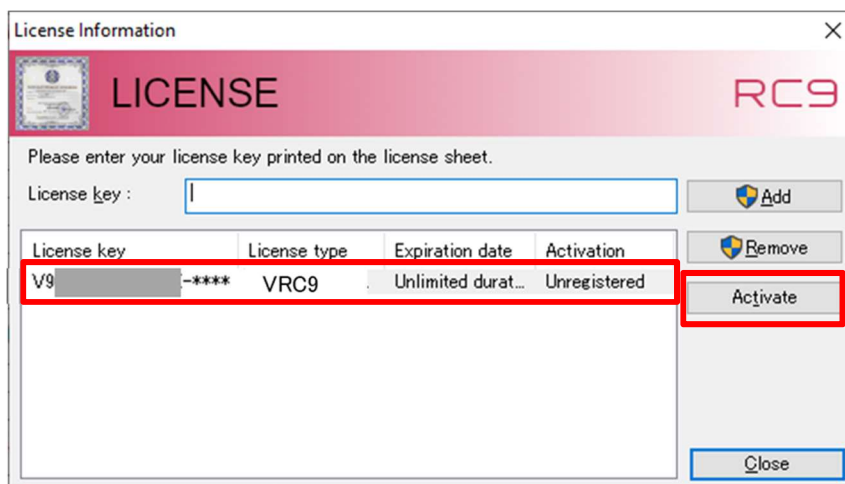 License Information
LICENSE
RC9
Please enter your license key printed on the license sheet.
License key :
Add
License key License type Expiration date Activation
Remove
V9 -**** VRC9 . Unlimited durat... Unregistered
Activate
Close